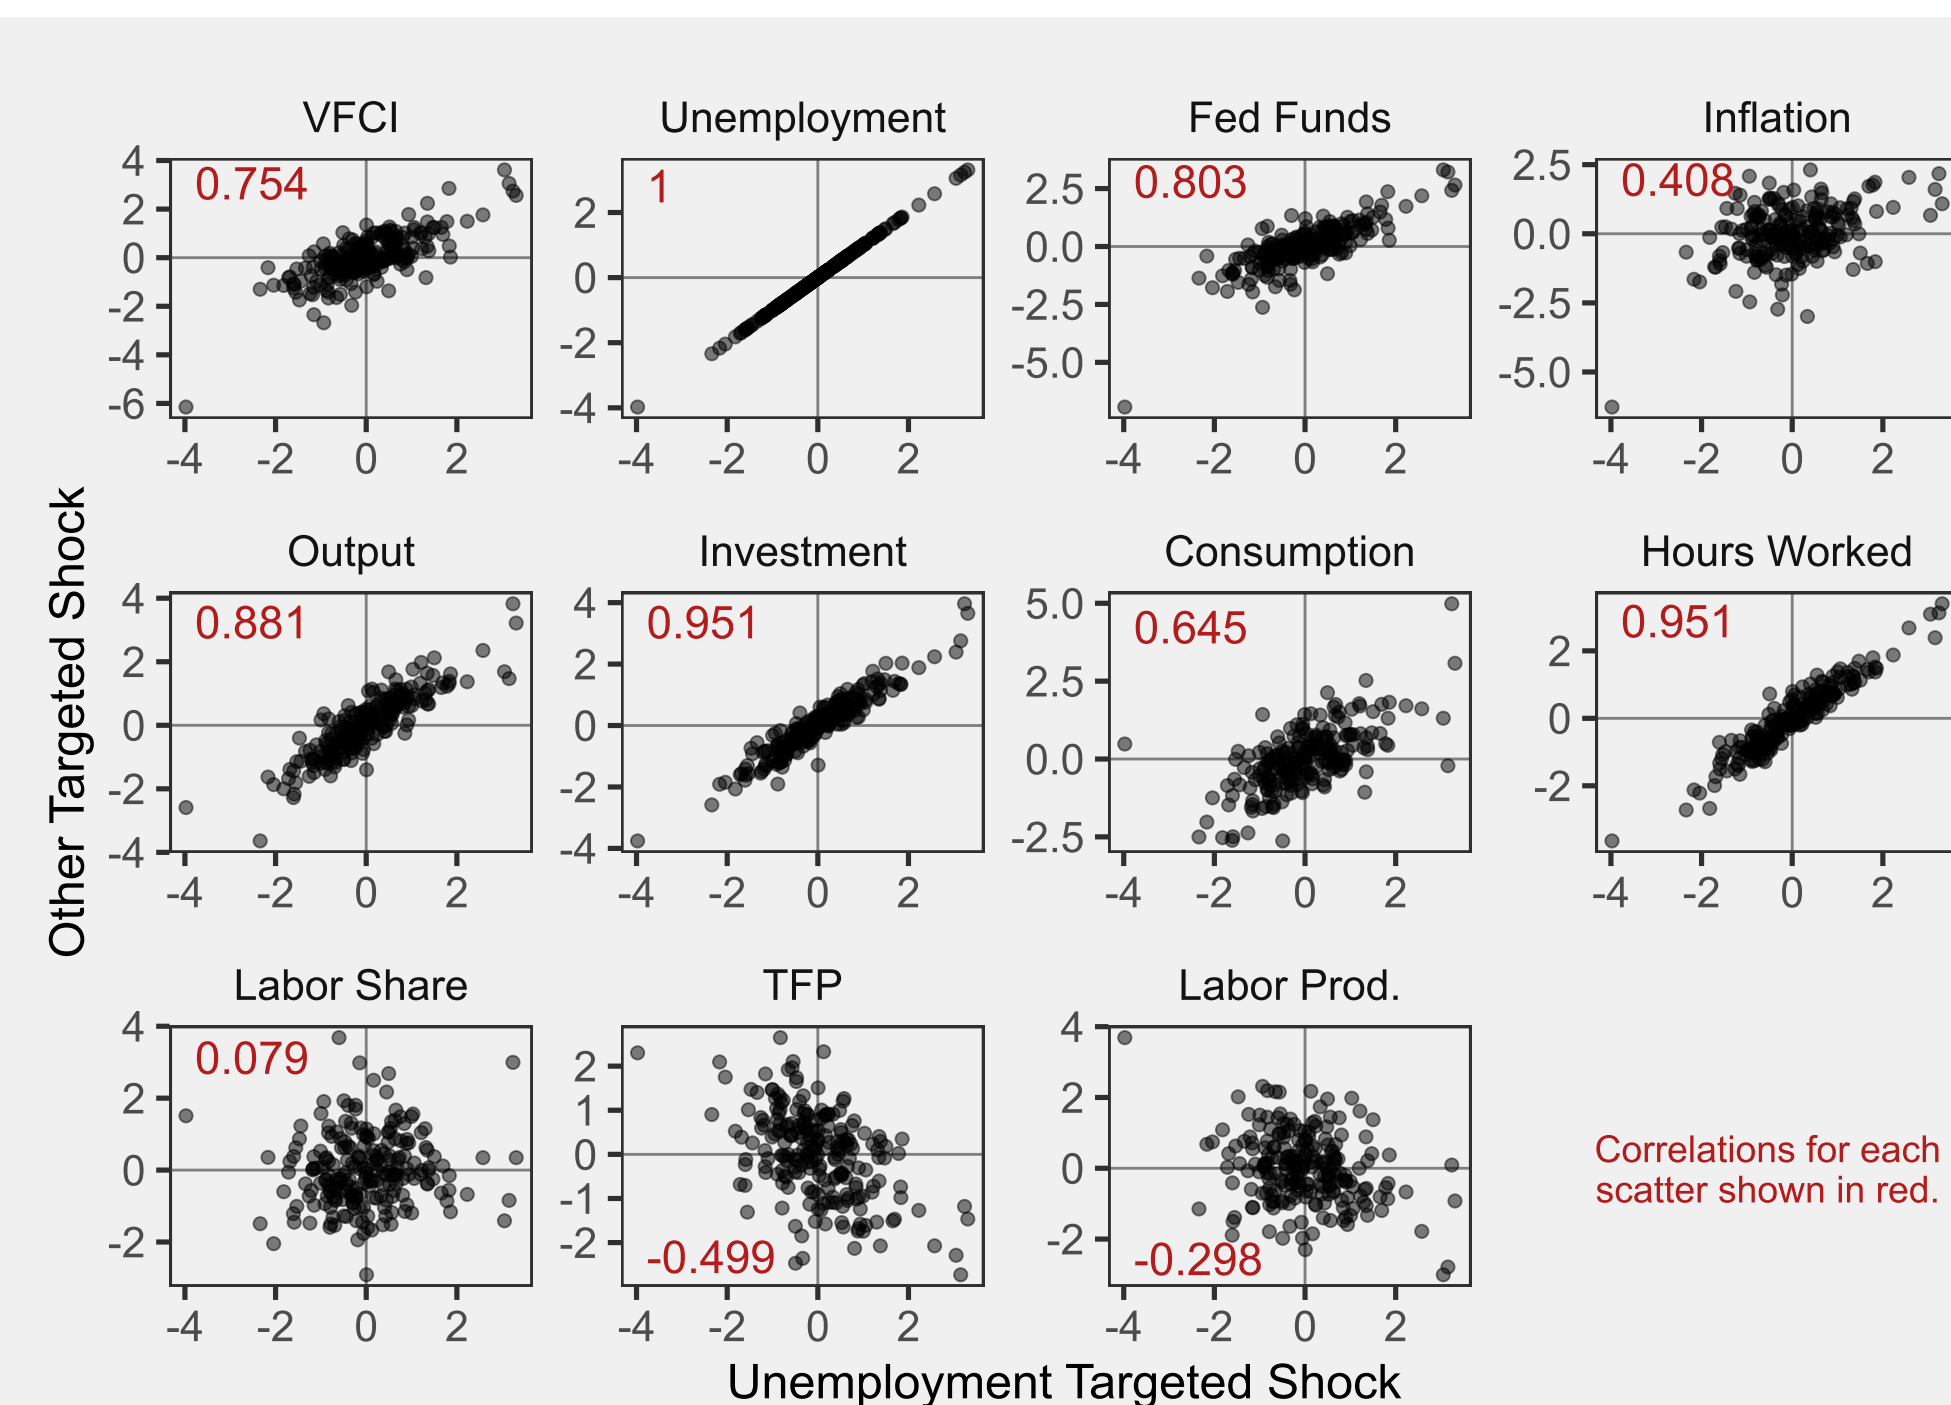 VFCI
Unemployment
Fed Funds
Inflation
4
2
0
-2
-4
-6
0.754
-4 -2 0 2
2
0
-2
-4
1
-4 -2 0 2
2.5
0.0
-2.5
-5.0
0.803
-4 -2 0 2
2.5
0.0
-2.5
-5.0
0.408
-4 -2 0 2
Other Targeted Shock
Output
Investment
Consumption
Hours Worked
4
2
0
-2
-4
0.881
-4 -2 0 2
4
2
0
-2
-4
0.951
-4 -2 0 2
5.0
2.5
0.0
-2.5
0.645
-4 -2 0 2
2
0
-2
0.951
-4 -2 0 2
Labor Share
TFP
Labor Prod.
4
2
0
-2
0.079
-4 -2 0 2
2
1
0
-1
-2
-0.499
-4 -2 0 2
4
2
0
-2
-0.298
-4 -2 0 2
Correlations for each
scatter shown in red.
Unemployment Targeted Shock